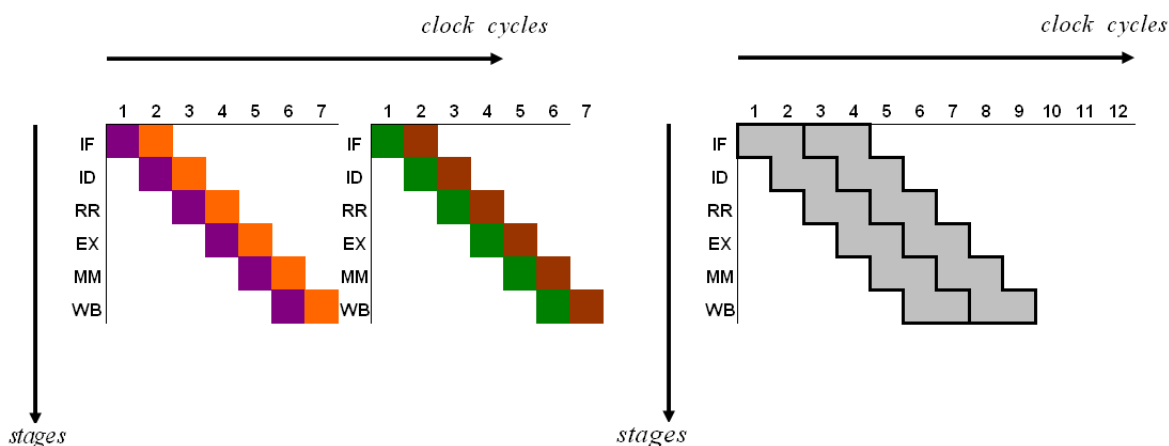 clock cycles
clock cycles
1 2 3 4 5 6 7 1 2 3 4 5 6 7 1 2 3 4 5 6 7 8 9 10 11 12
IF IF IF
ID ID ID
RR RR RR
EX EX EX
MM MM MM
WB WB WB
stages
stages